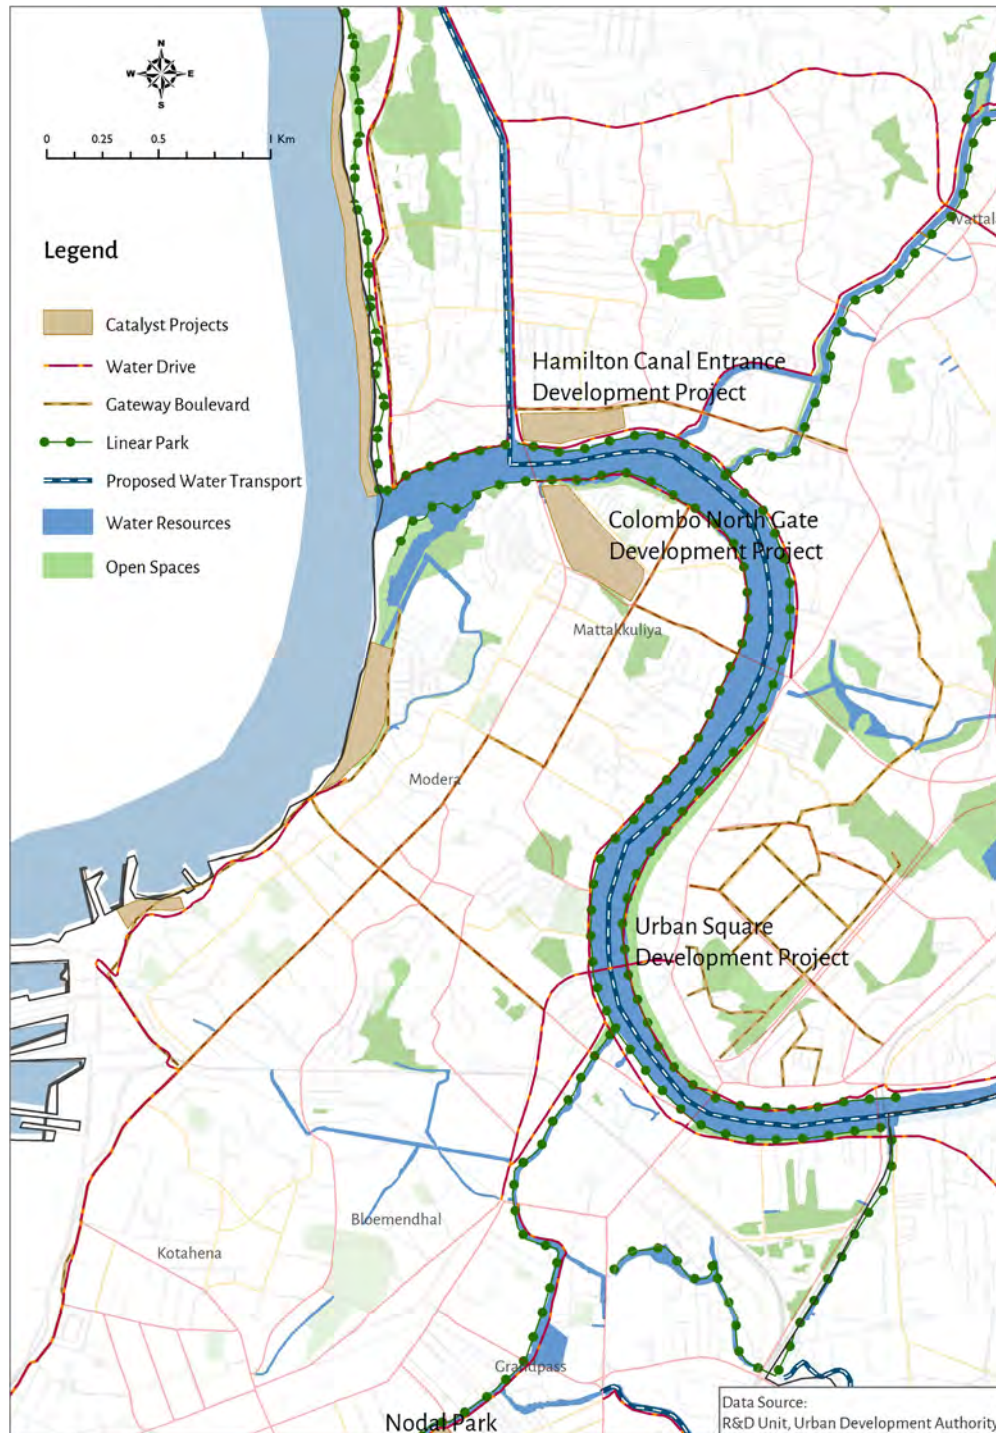 N
W E
S
0 0.25 0.5 1 Km
Legend
Catalyst Projects
Water Drive
Gateway Boulevard
Linear Park
Proposed Water Transport
Water Resources
Open Spaces
Wattal
Hamilton Canal Entrance
Development Project
Colombo North Gate
Development Project
Mattakkuliya
Modera
Urban Square
Development Project
Bloemendhal
Kotahena
Grandpass
Nodal Park
Data Source:
R&D Unit, Urban Development Authority